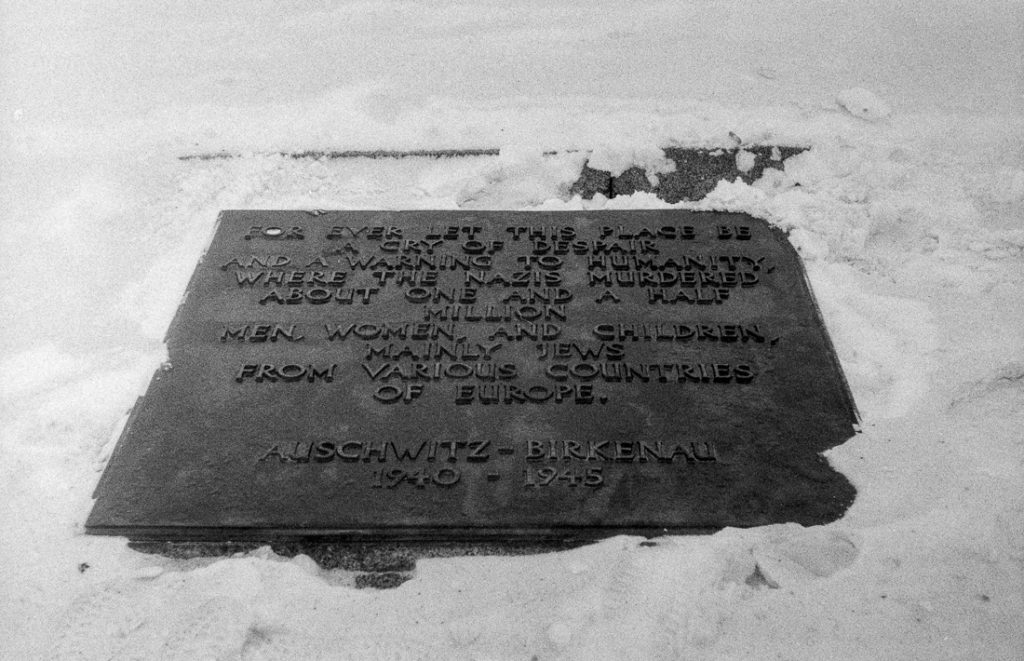 FOR EVER LET THIS PLACE BE
A CRY OF DESPAIR
AND A WARNING TO HUMANITY,
WHERE THE NAZIS MURDERED
ABOUT ONE AND A HALF
MILLION
MEN, WOMEN, AND CHILDREN,
MAINLY JEWS
FROM VARIOUS COUNTRIES
OF EUROPE.
AUSCHWITZ - BIRKENAU
1940 - 1945